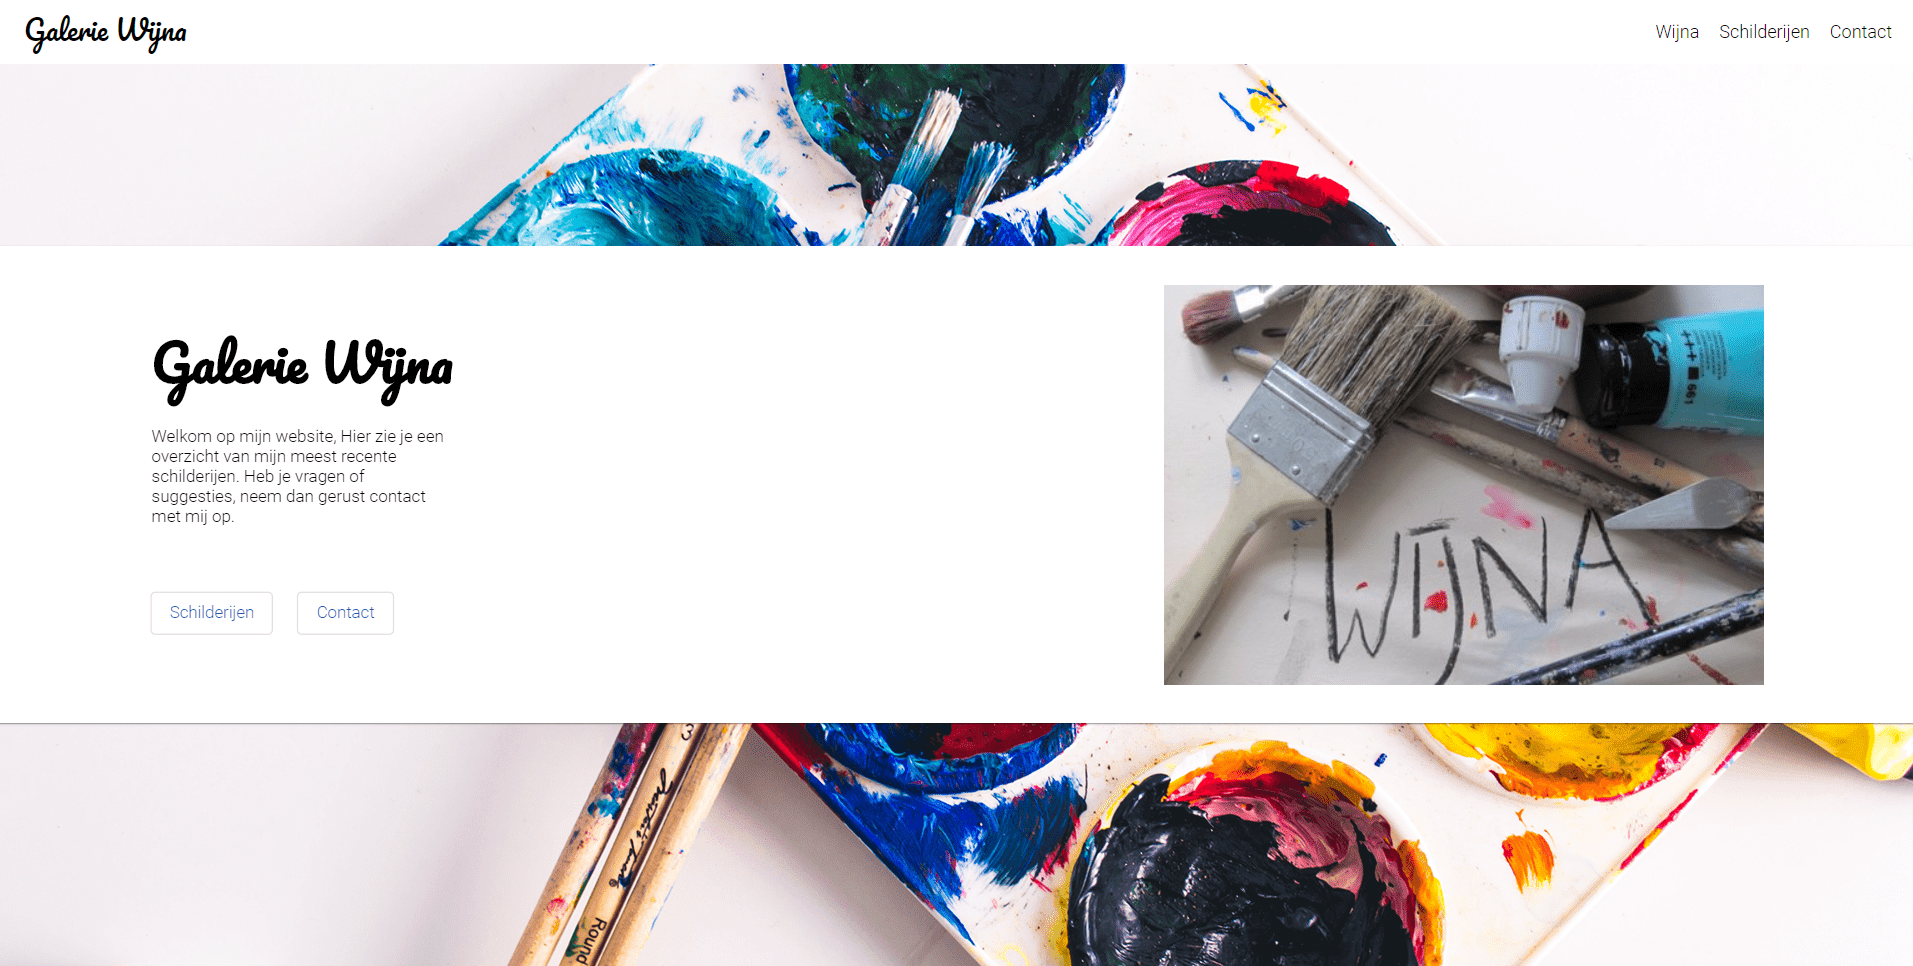 Galerie Wijna
Wijna Schilderijen Contact
Galerie Wijna
Welkom op mijn website, Hier zie je een
overzicht van mijn meest recente
schilderijen. Heb je vragen of
suggesties, neem dan gerust contact
met mij op.
Schilderijen Contact
+++ 661
WIJNA
Round